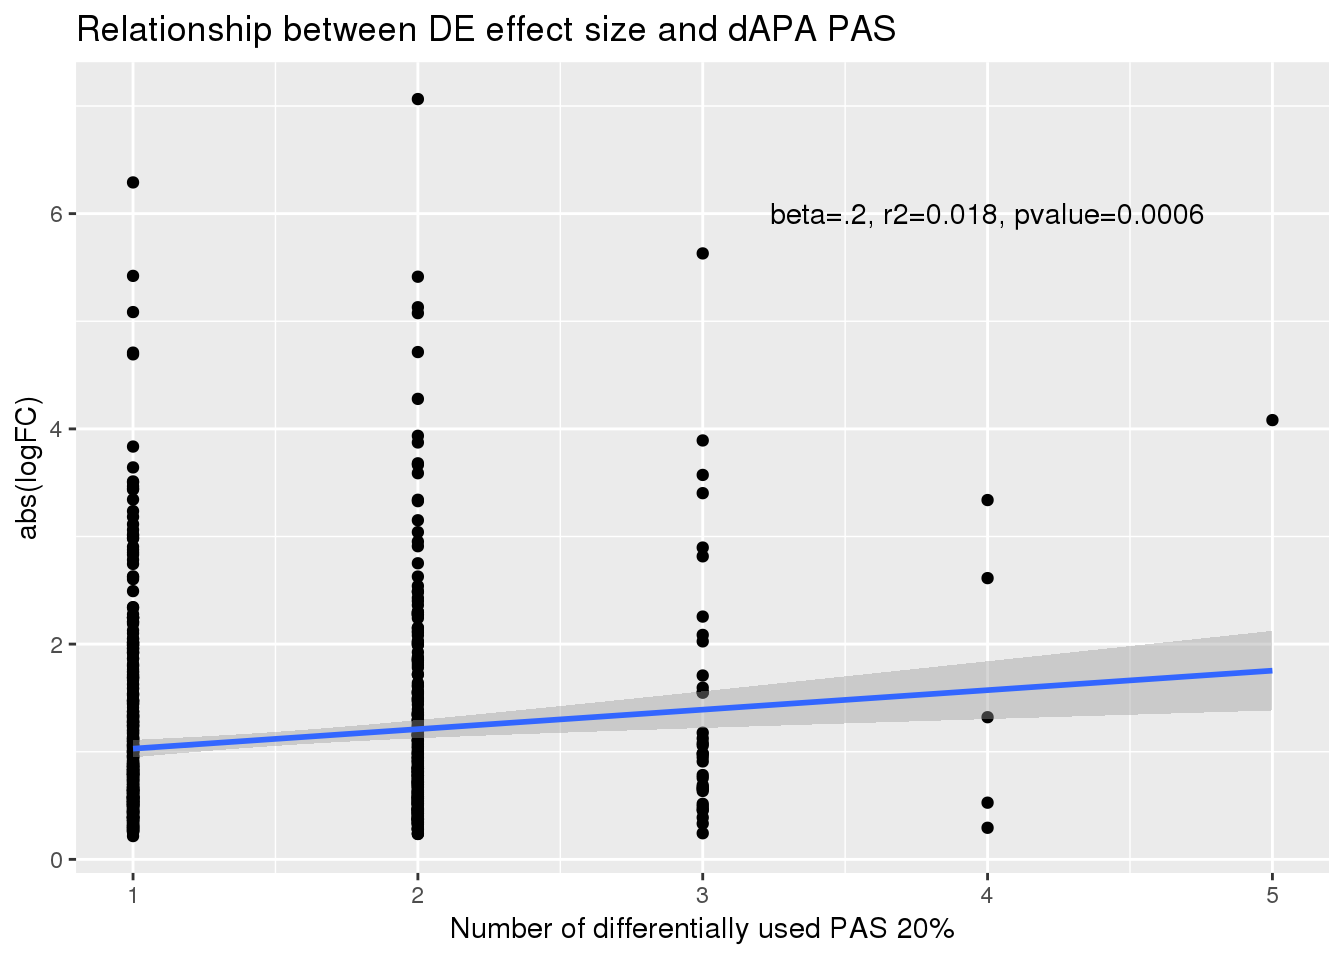 Relationship between DE effect size and dAPA PAS
beta=.2, r2=0.018, pvalue=0.0006
abs(logFC)
6
4
2
0
1 2 3 4 5
Number of differentially used PAS 20%